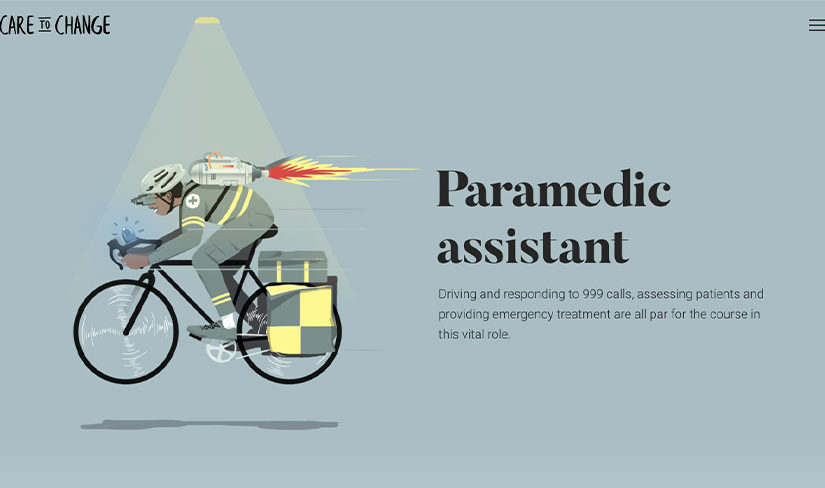 CARE TO CHANGE
Paramedic
assistant
Driving and responding to 999 calls, assessing patients and
providing emergency treatment are all par for the course in
this vital role.